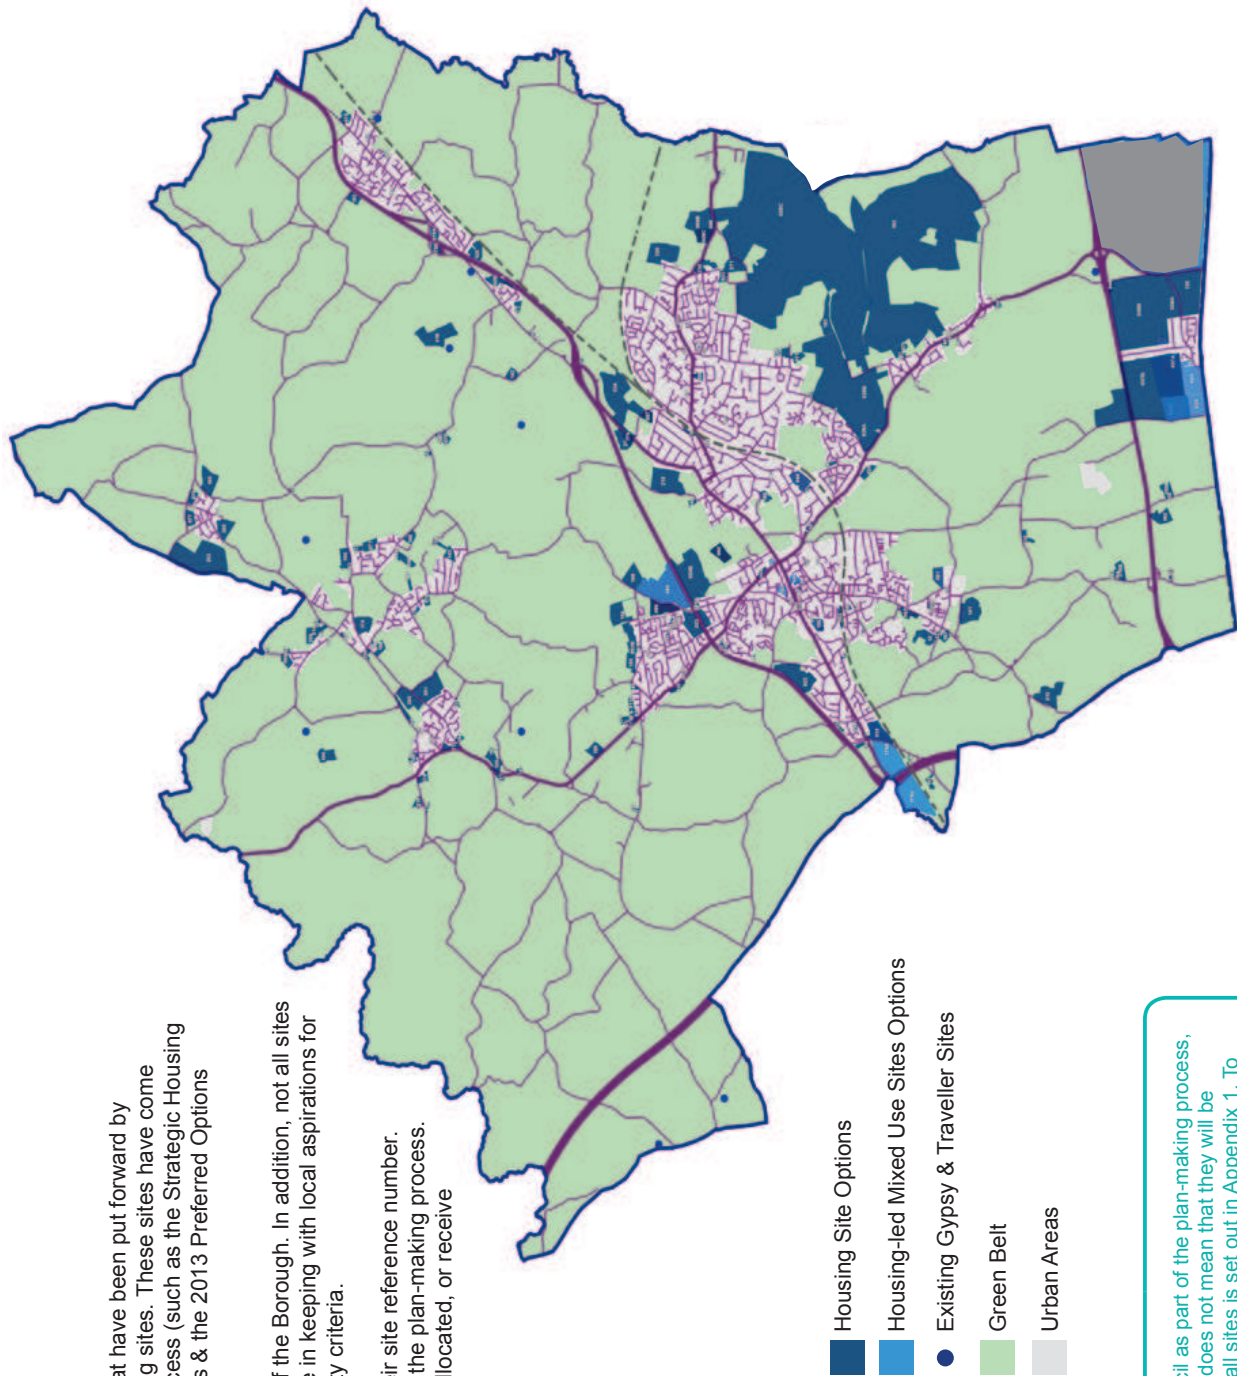 at have been put forward by
g sites. These sites have come
cess (such as the Strategic Housing
s & the 2013 Preferred Options
f the Borough. In addition, not all sites
e in keeping with local aspirations for
ty criteria.
ir site reference number.
the plan-making process.
llocated, or receive
Housing Site Options
Housing-led Mixed Use Sites Options
Existing Gypsy & Traveller Sites
Green Belt
Urban Areas
cil as part of the plan-making process,
does not mean that they will be
all sites is set out in Appendix 1. To